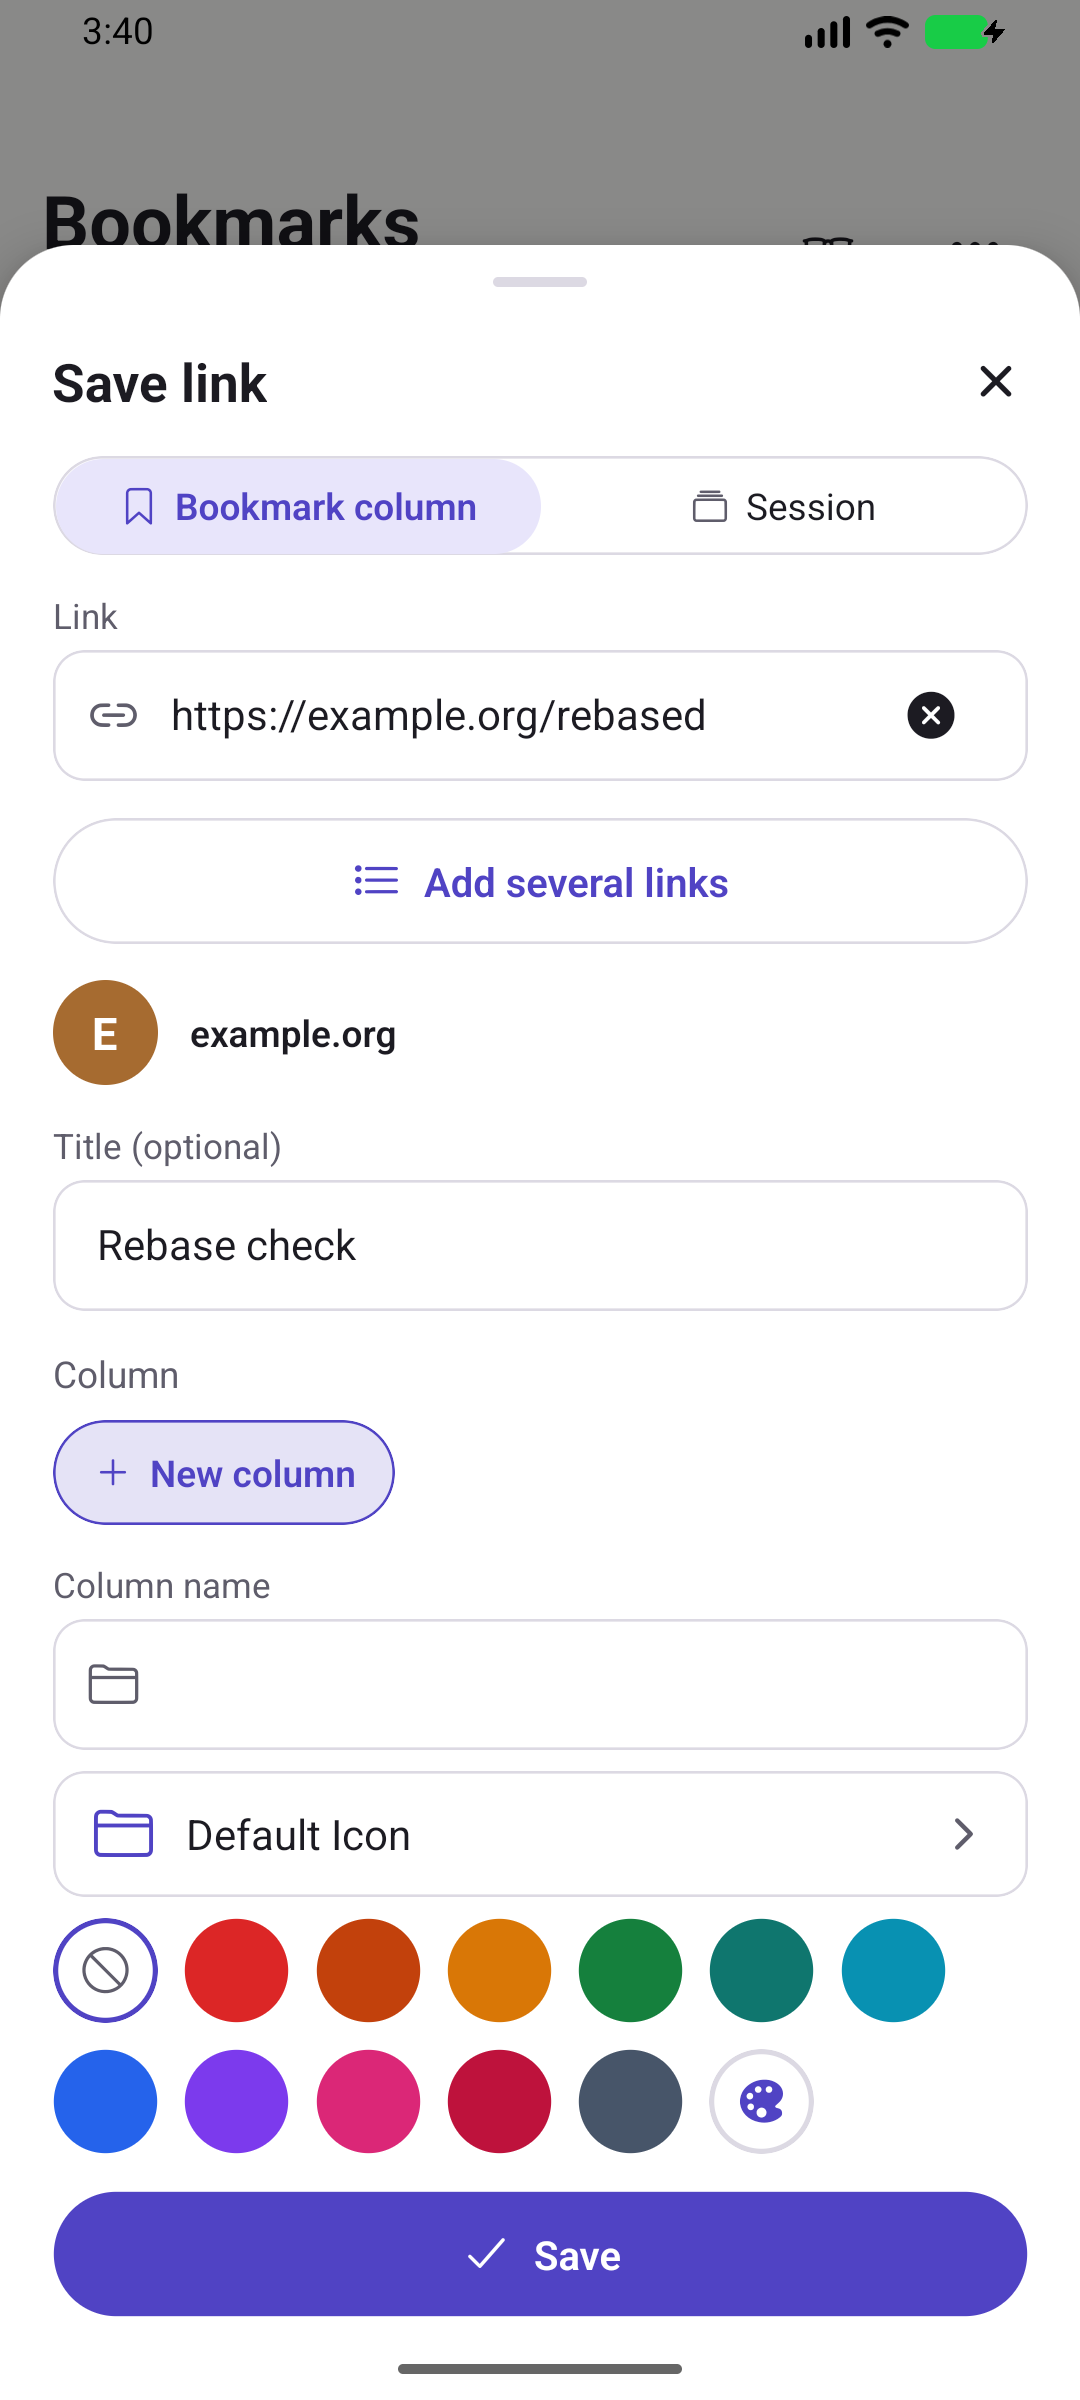 3:40
Bookmarks
Save link
Bookmark column
Session
Link
https://example.org/rebased
Add several links
E
example.org
Title (optional)
Rebase check
Column
New column
Column name
Default Icon
Save